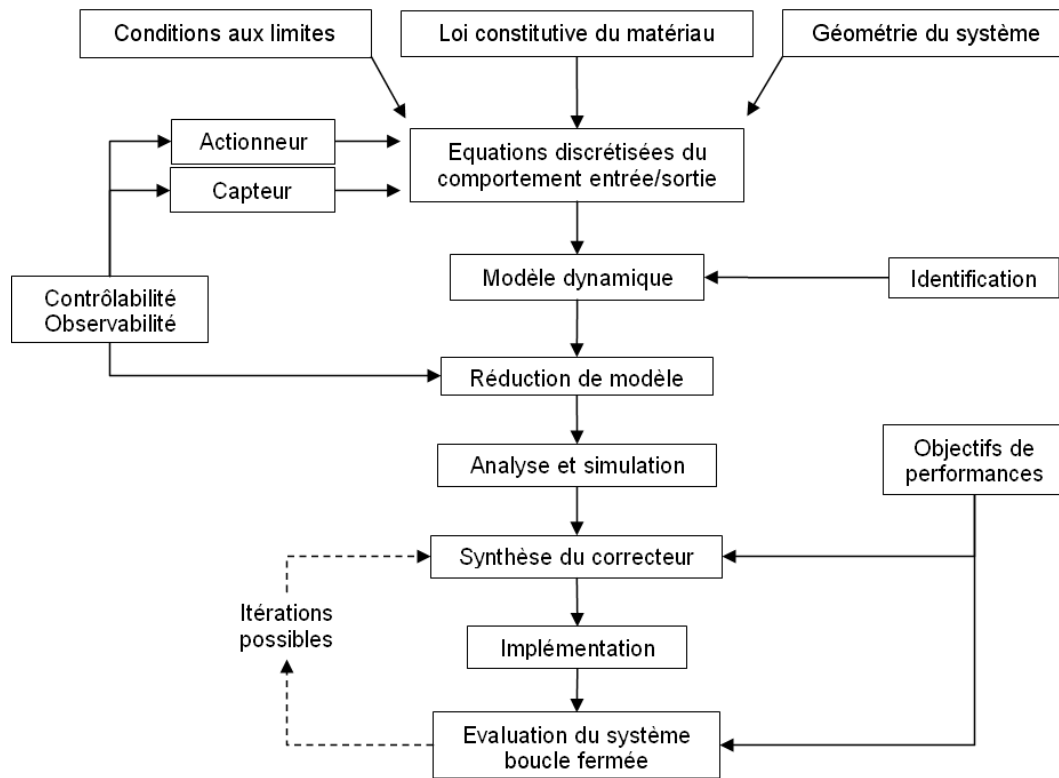 Conditions aux limites
Loi constitutive du matériau
Géométrie du système
Actionneur
Capteur
Equations discrétisées du
comportement entrée/sortie
Modèle dynamique
Identification
Contrôlabilité
Observabilité
Réduction de modèle
Analyse et simulation
Objectifs de
performances
Synthèse du correcteur
Itérations
possibles
Implémentation
Evaluation du système
boucle fermée